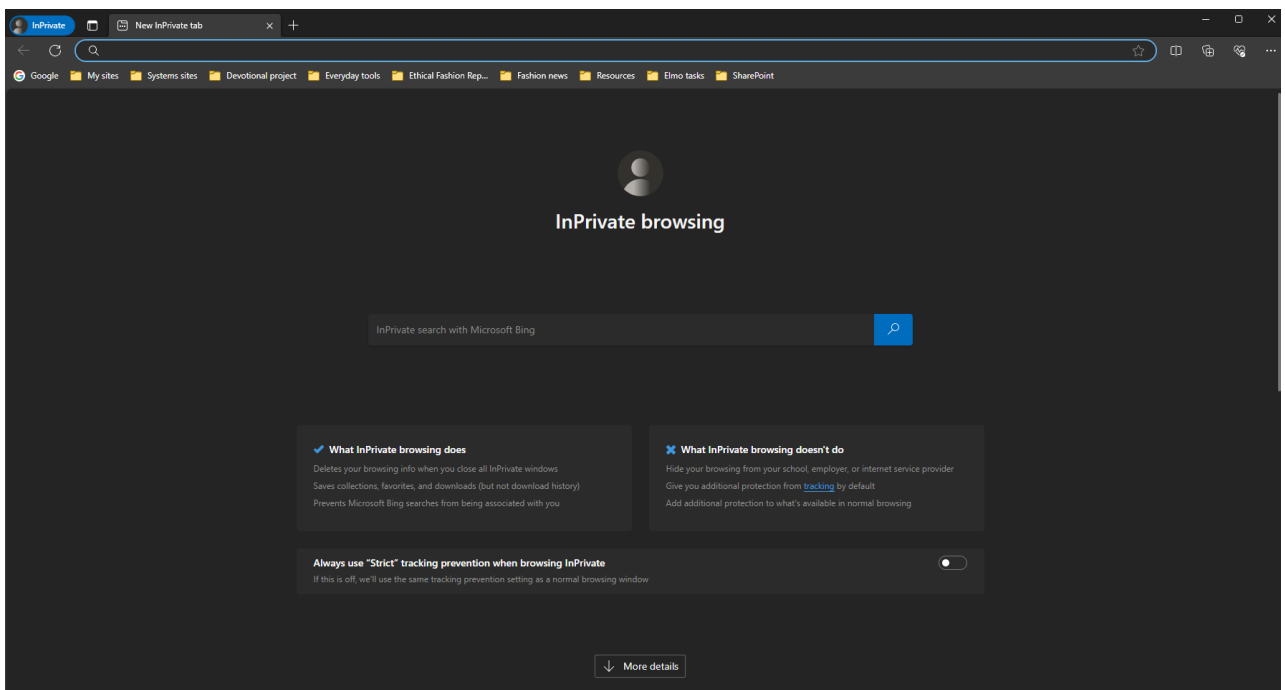 InPrivate
New InPrivate tab
Google My sites Systems sites Devotional project Everyday tools Ethical Fashion Rep... Fashion news Resources Elmo tasks SharePoint
InPrivate browsing
InPrivate search with Microsoft Bing
What InPrivate browsing does
Deletes your browsing info when you close all InPrivate windows
Saves collections, favorites, and downloads (but not download history)
Prevents Microsoft Bing searches from being associated with you
What InPrivate browsing doesn't do
Hide your browsing from your school, employer, or internet service provider
Give you additional protection from tracking by default
Add additional protection to what's available in normal browsing
Always use "Strict" tracking prevention when browsing InPrivate
If this is off, we'll use the same tracking prevention setting as a normal browsing window
More details